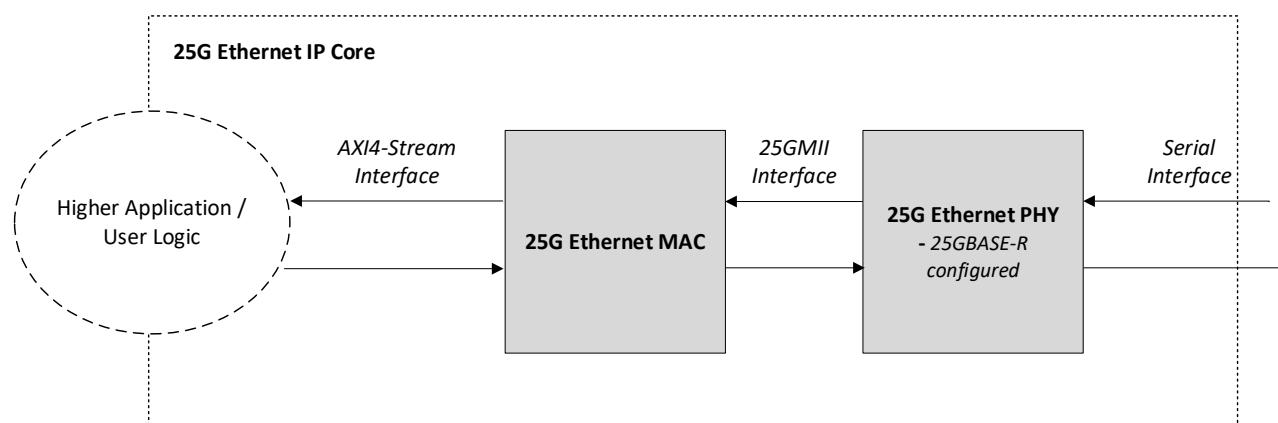 25G Ethernet IP Core
AXI4-Stream
Interface
25GMII
Interface
Serial
Interface
Higher Application /
User Logic
25G Ethernet MAC
25G Ethernet PHY
- 25GBASE-R
configured